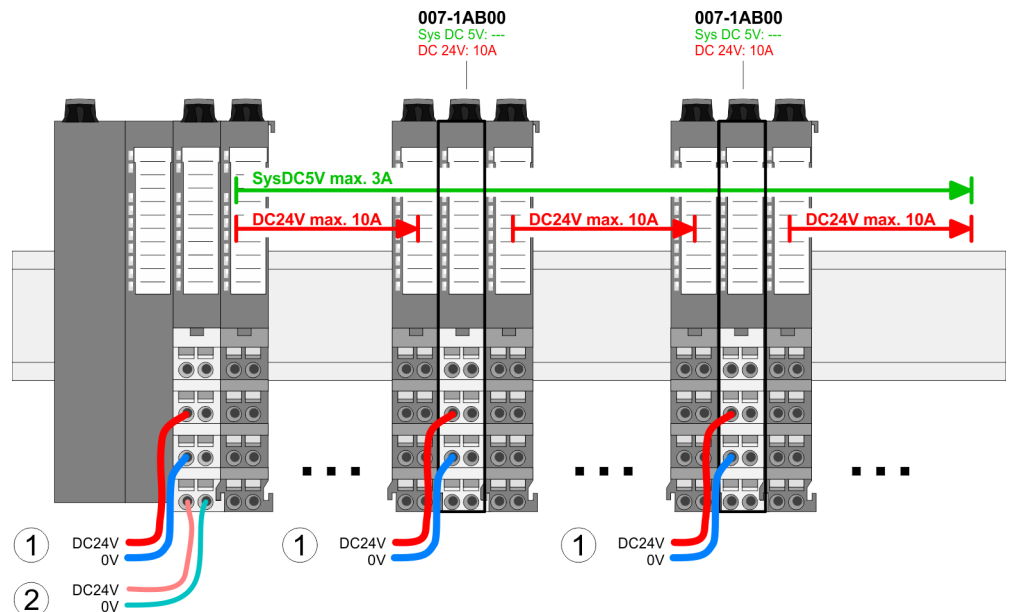 007-1AB00
Sys DC 5V: ---
DC 24V: 10A
007-1AB00
Sys DC 5V: ---
DC 24V: 10A
SysDC5V max. 3A
DC24V max. 10A
DC24V max. 10A
DC24V max. 10A
1
DC24V
0V
1
DC24V
0V
1
DC24V
0V
2
DC24V
0V